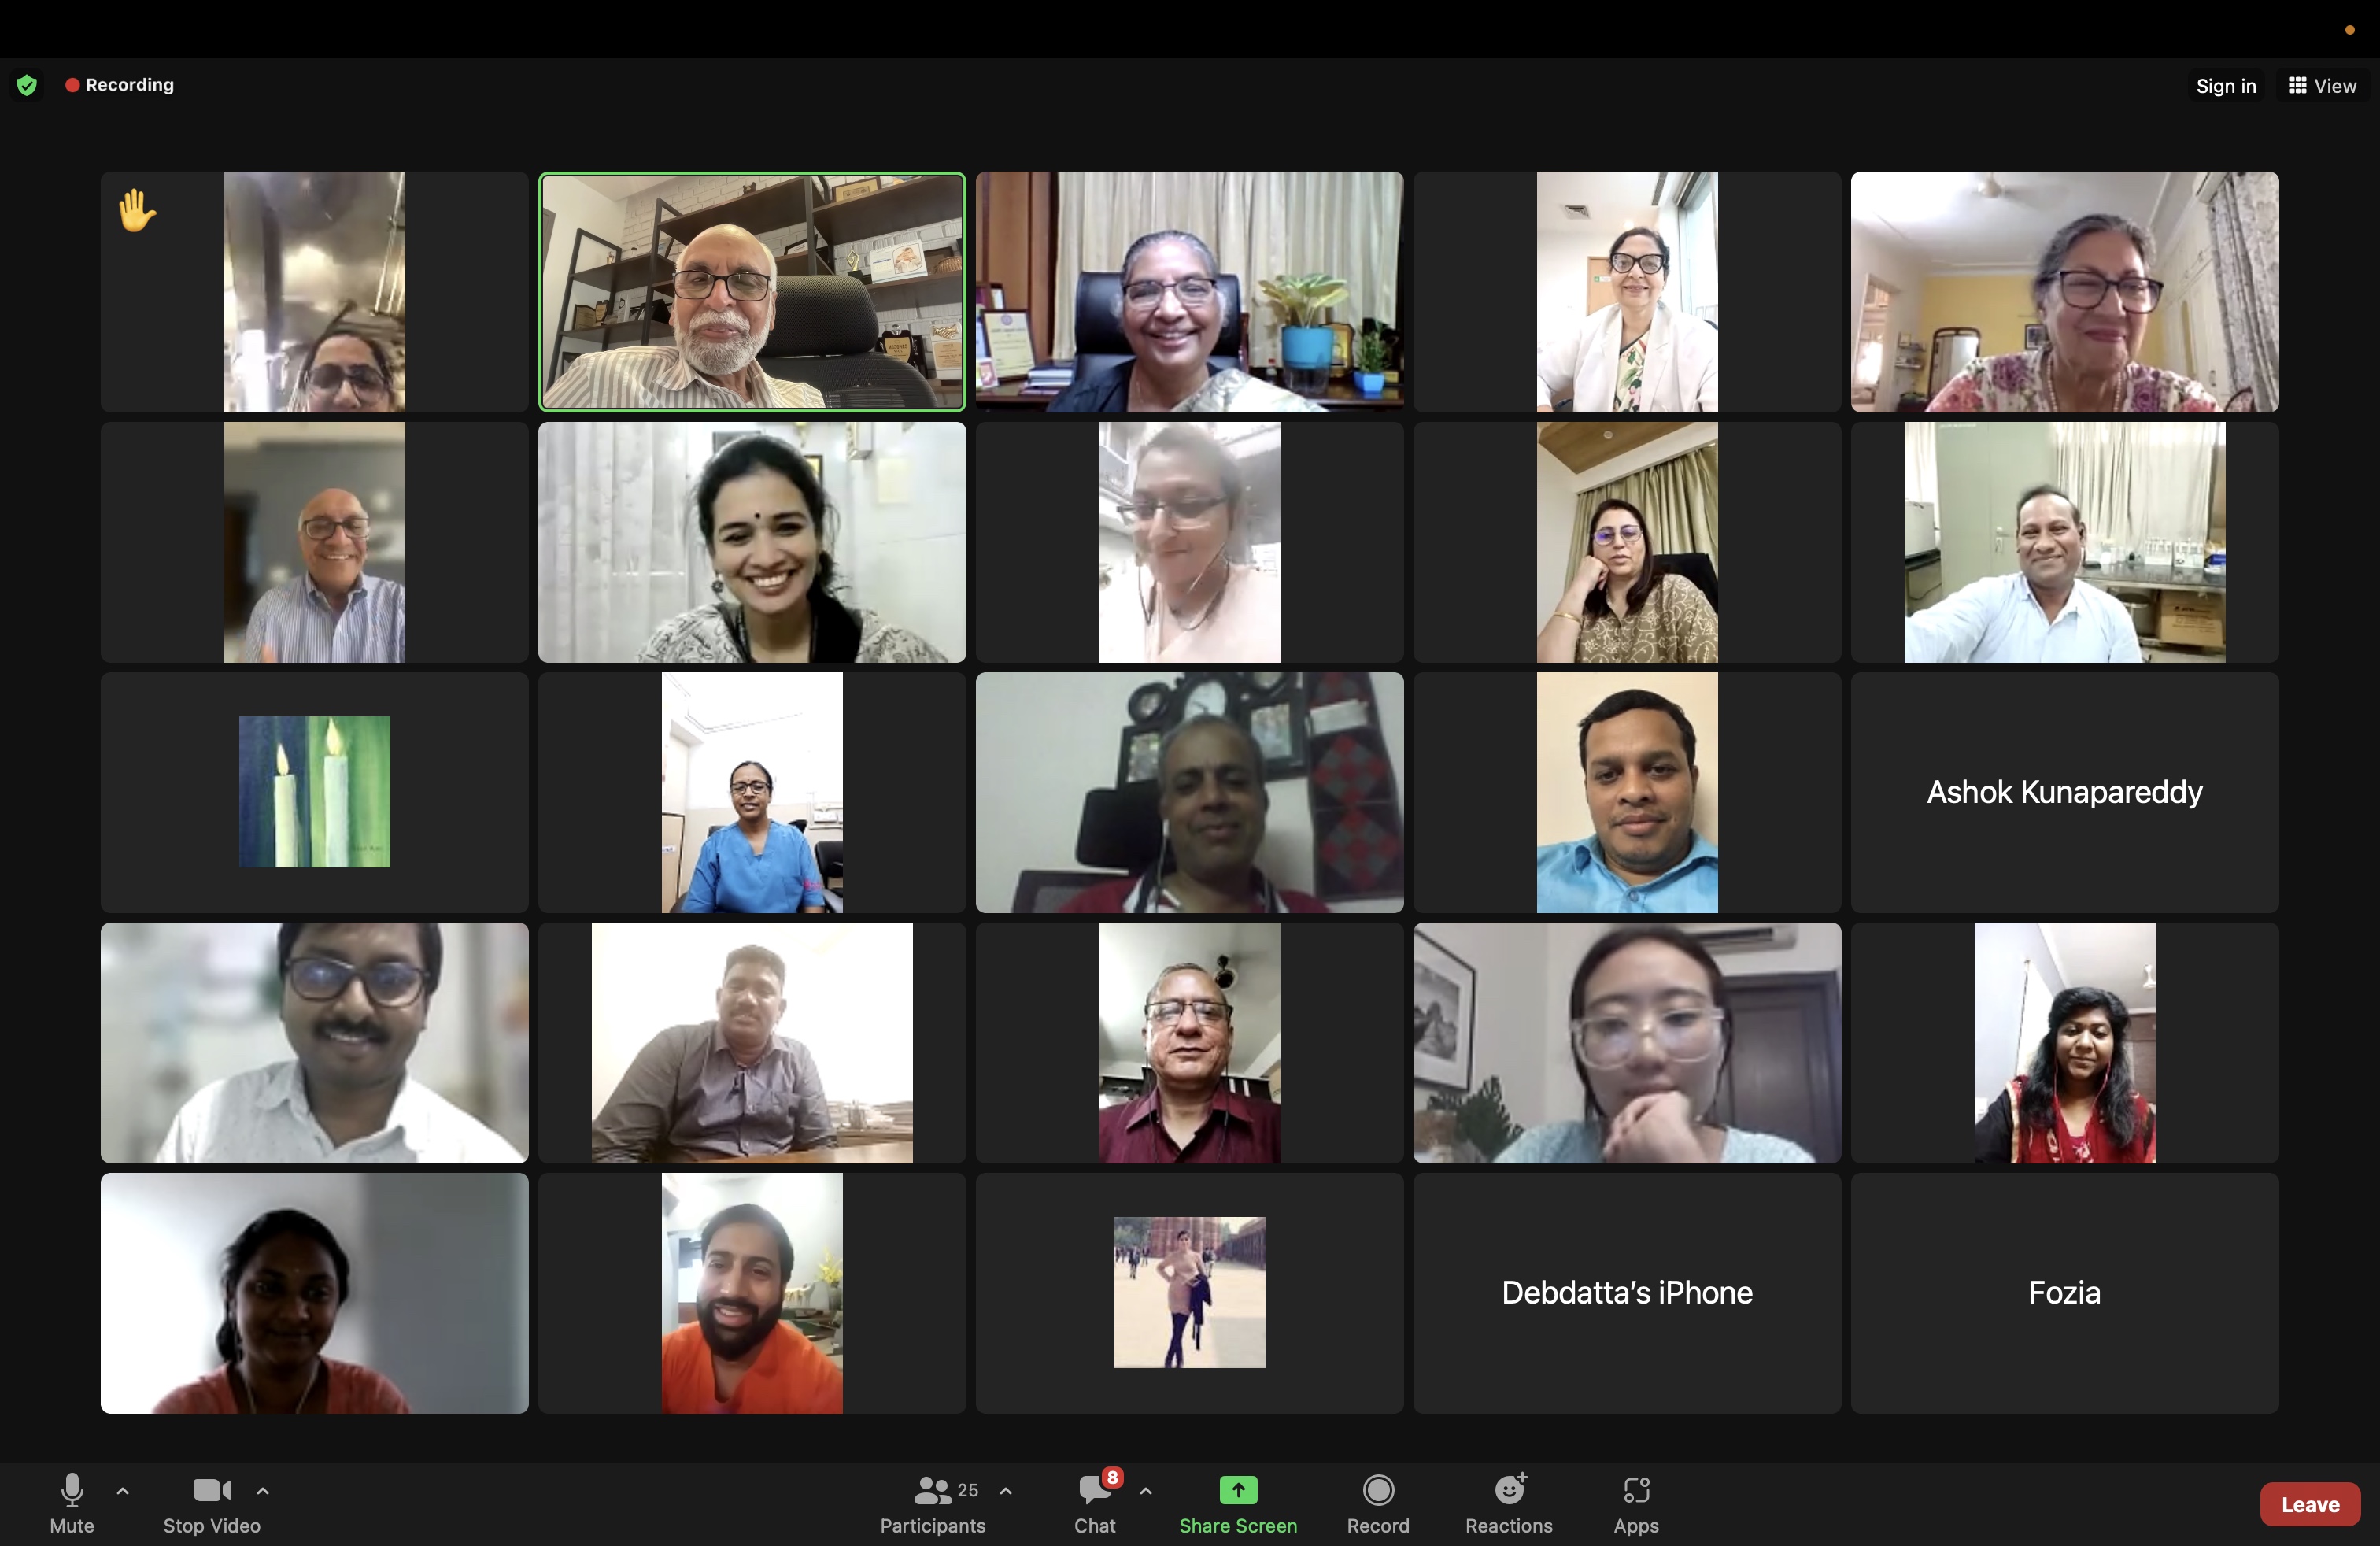 Recording
Sign in
View
Ashok Kunapareddy
Debdatta’s iPhone
Fozia
Mute
Stop Video
25
Participants
8
Chat
Share Screen
Record
Reactions
Apps
Leave